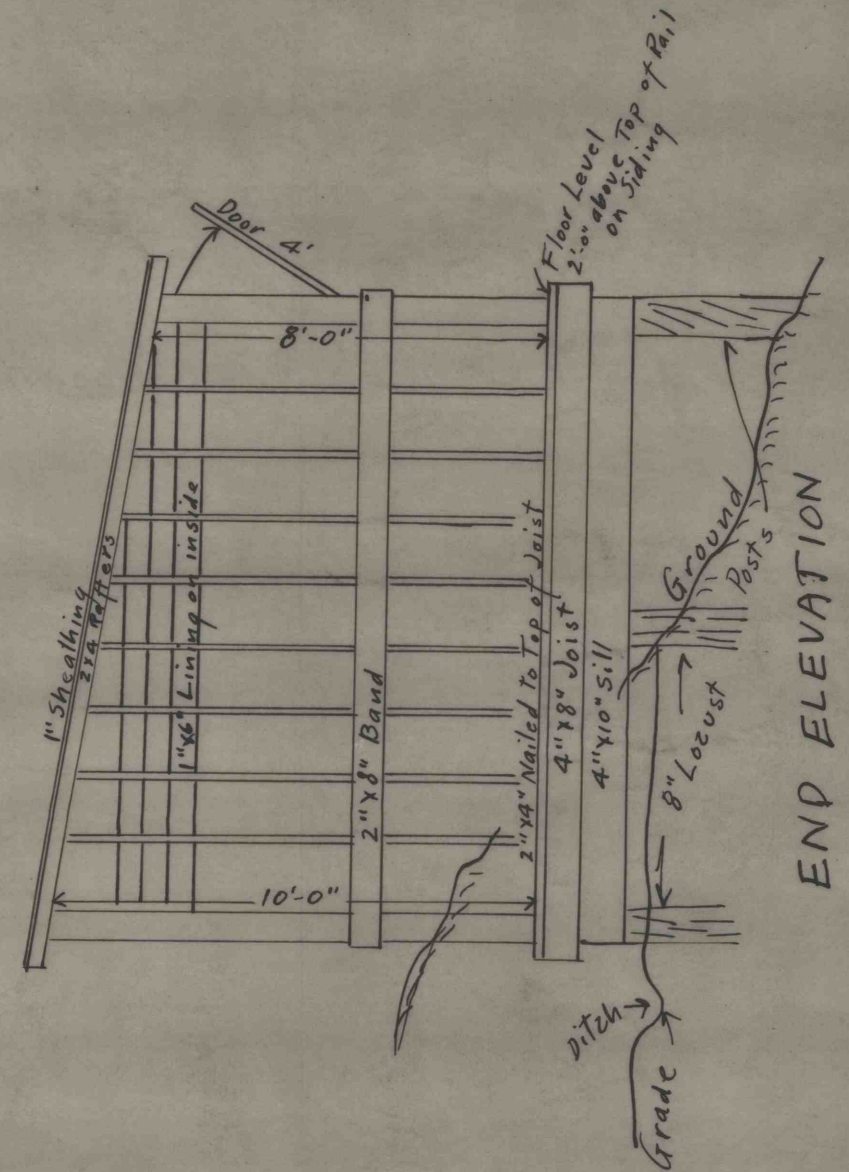 1" Sheathing
2x4 Rafters
Door 4'
8'-0"
1"x6" Lining on inside
10'-0"
2"x8" Band
Floor Level
2'-0" above Top of Rail
on Siding
2"x4" Nailed to Top of Joist
4"x8" Joist
4"x10" Sill
Ground
Posts
8" Locust
Ditch
Grade
END ELEVATION